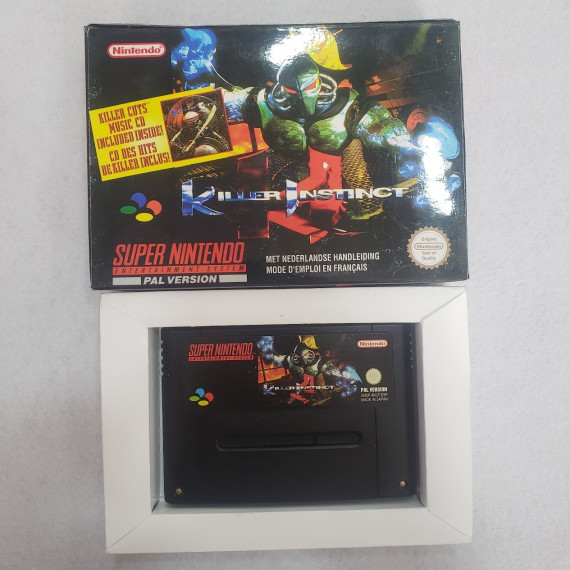 Nintendo
KILLER CUTS
MUSIC CD
INCLUDED INSIDE!
CD DES HITS
DE KILLER INCLUS!
KILLER INSTINCT
SUPER NINTENDO
ENTERTAINMENT SYSTEM
PAL VERSION
MET NEDERLANDSE HANDLEIDING
MODE D'EMPLOI EN FRANÇAIS
Original
Nintendo
Seal of
Quality
SUPER NINTENDO
ENTERTAINMENT SYSTEM
Nintendo
KILLER INSTINCT
PAL VERSION
MADE IN JAPAN